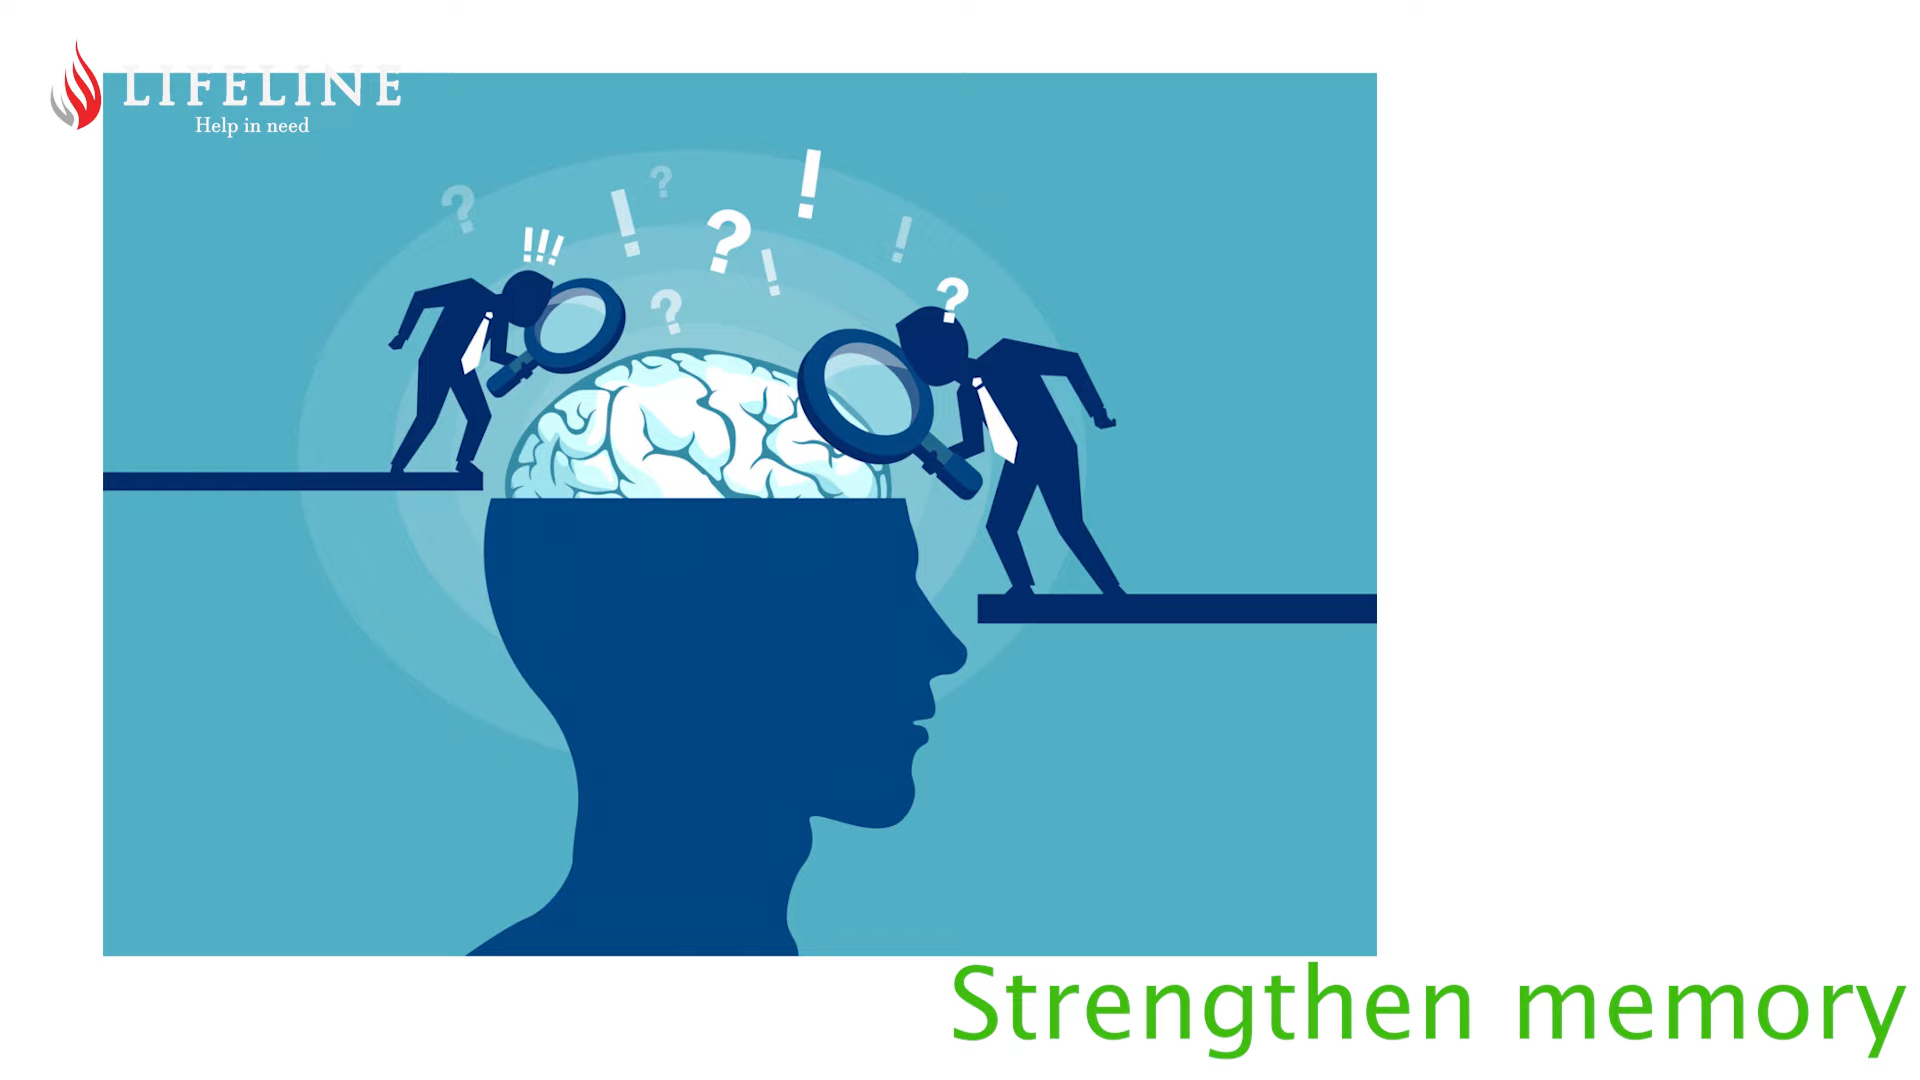 LIFELINE
Help in need
? ? ! ! ? !
!!! ! ? ?
Strengthen memory